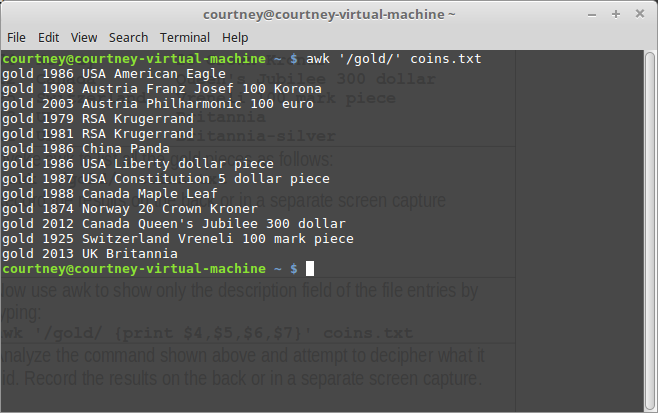 courtney@courtney-virtual-machine ~
File Edit View Search Terminal Help
courtney@courtney-virtual-machine ~ $ awk '/gold/' coins.txt
gold 1986 USA American Eagle
gold 1908 Austria Franz Josef 100 Korona
gold 2003 Austria Philharmonic 100 euro
gold 1979 RSA Krugerrand
gold 1981 RSA Krugerrand
gold 1986 China Panda
gold 1986 USA Liberty dollar piece
gold 1987 USA Constitution 5 dollar piece
gold 1988 Canada Maple Leaf
gold 1874 Norway 20 Crown Kroner
gold 2012 Canada Queen's Jubilee 300 dollar
gold 1925 Switzerland Vreneli 100 mark piece
gold 2013 UK Britannia
courtney@courtney-virtual-machine ~ $
ow use awk to show only the description field of the file entries by
yping:
wk '/gold/ {print $4,$5,$6,$7}' coins.txt
nalyze the command shown above and attempt to decipher what it
id. Record the results on the back or in a separate screen capture.